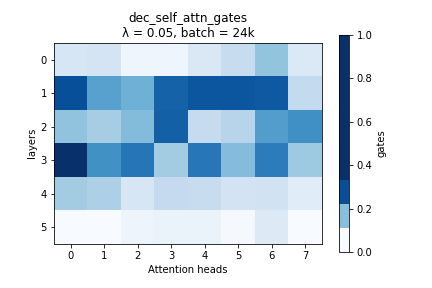 dec_self_attn_gates
λ = 0.05, batch = 24k
0
1
2
3
4
5
layers
0 1 2 3 4 5 6 7
Attention heads
1.0
0.8
0.6
0.4
0.2
0.0
gates